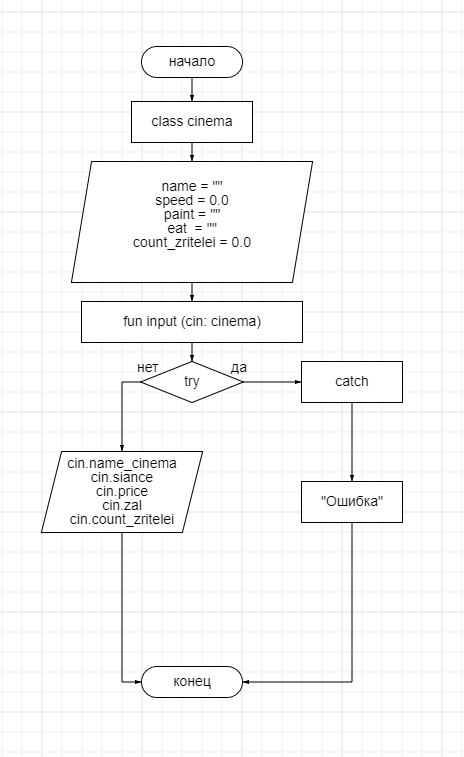 начало
class cinema
name = ""
speed = 0.0
paint = ""
eat = ""
count_zritelei = 0.0
fun input (cin: cinema)
нет
try
да
catch
cin.name_cinema
cin.siance
cin.price
cin.zal
cin.count_zritelei
"Ошибка"
конец